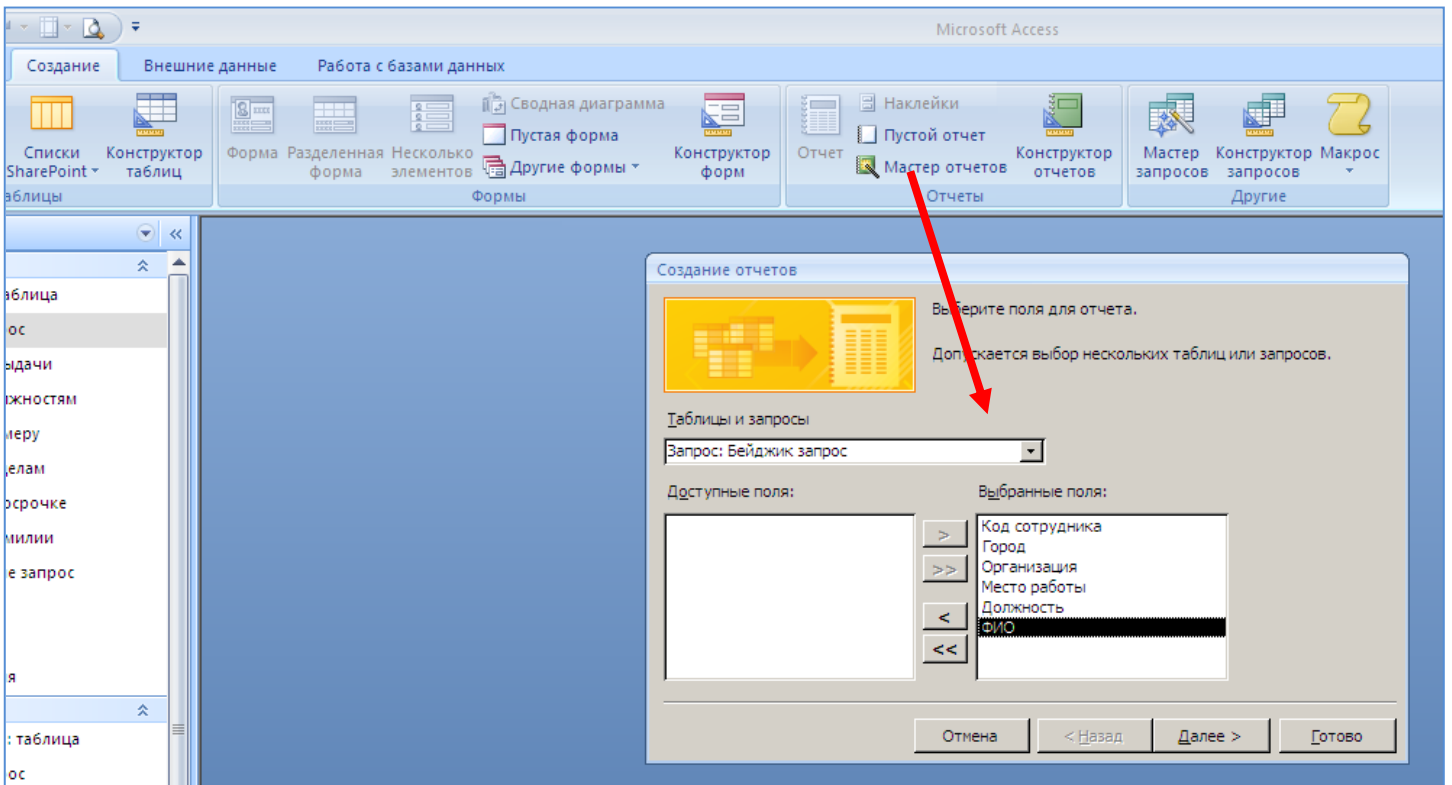 Microsoft Access
Создание Внешние данные Работа с базами данных
Списки SharePoint
Конструктор таблиц
Форма
Разделенная форма
Несколько элементов
Сводная диаграмма
Пустая форма
Другие формы
Конструктор форм
Формы
Отчет
Наклейки
Пустой отчет
Мастер отчетов
Конструктор отчетов
Отчеты
Мастер запросов
Конструктор запросов
Макрос
Другие
аблицы
аблица
ос
ыдачи
лжностям
меру
делам
осрочке
милии
е запрос
я
: таблица
ос
Создание отчетов
Выберите поля для отчета.
Допускается выбор нескольких таблиц или запросов.
Таблицы и запросы
Запрос: Бейджик запрос
Доступные поля:
Выбранные поля:
>
>>
<
<<
Код сотрудника
Город
Организация
Место работы
Должность
ФИО
Отмена < Назад Далее > Готово